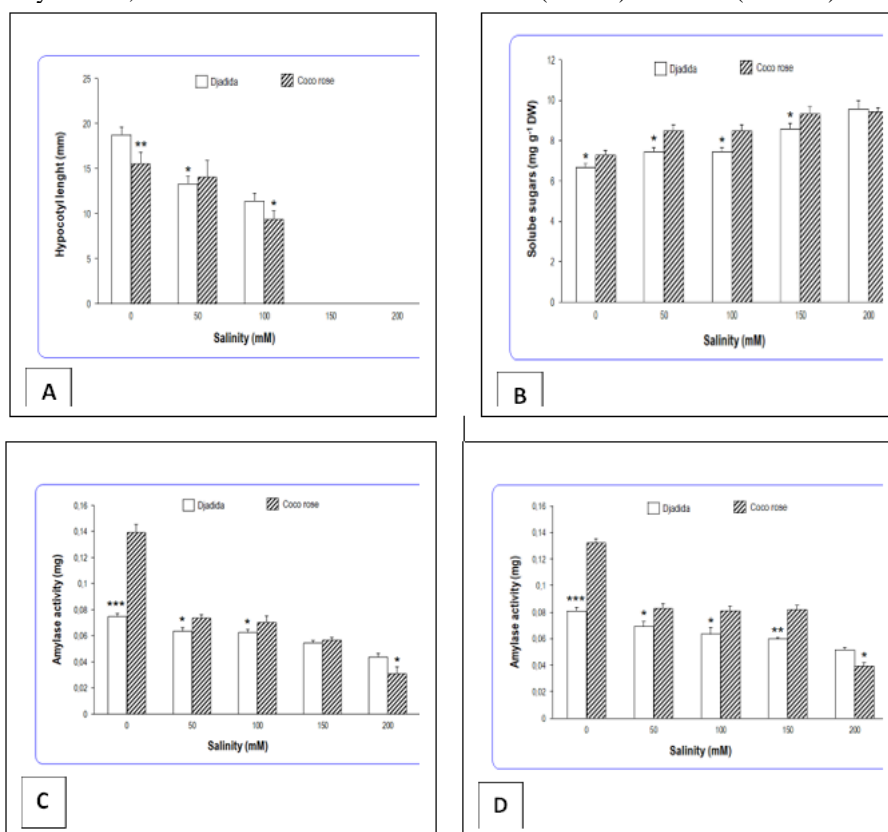 Djadida Coco rose
Hypocotyl lenght (mm)
25
20
15
10
5
0
** * *
0 50 100 150 200
Salinity (mM)
A
Djadida Coco rose
Solube sugars (mg g⁻¹ DW)
12
10
8
6
4
2
0
* * * *
0 50 100 150 200
Salinity (mM)
B
Djadida Coco rose
Amylase activity (mg)
0,16
0,14
0,12
0,1
0,08
0,06
0,04
0,02
0
*** * * *
0 50 100 150 200
Salinity (mM)
C
Djadida Coco rose
Amylase activity (mg)
0,16
0,14
0,12
0,1
0,08
0,06
0,04
0,02
0
*** * * ** *
0 50 100 150 200
Salinity (mM)
D